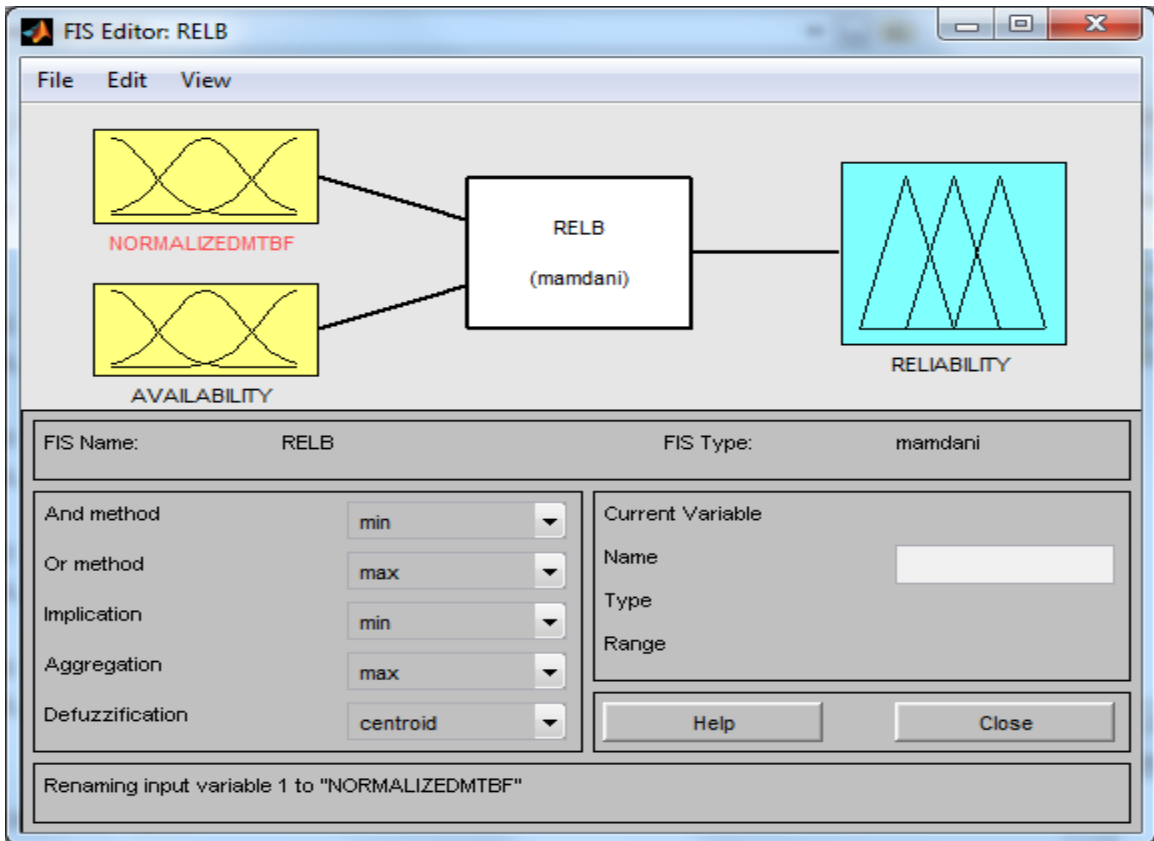 FIS Editor: RELB
File Edit View
NORMALIZEDMTBF
AVAILABILITY
RELB
(mamdani)
RELIABILITY
FIS Name: RELB FIS Type: mamdani
And method min
Or method max
Implication min
Aggregation max
Defuzzification centroid
Current Variable
Name
Type
Range
Help Close
Renaming input variable 1 to "NORMALIZEDMTBF"